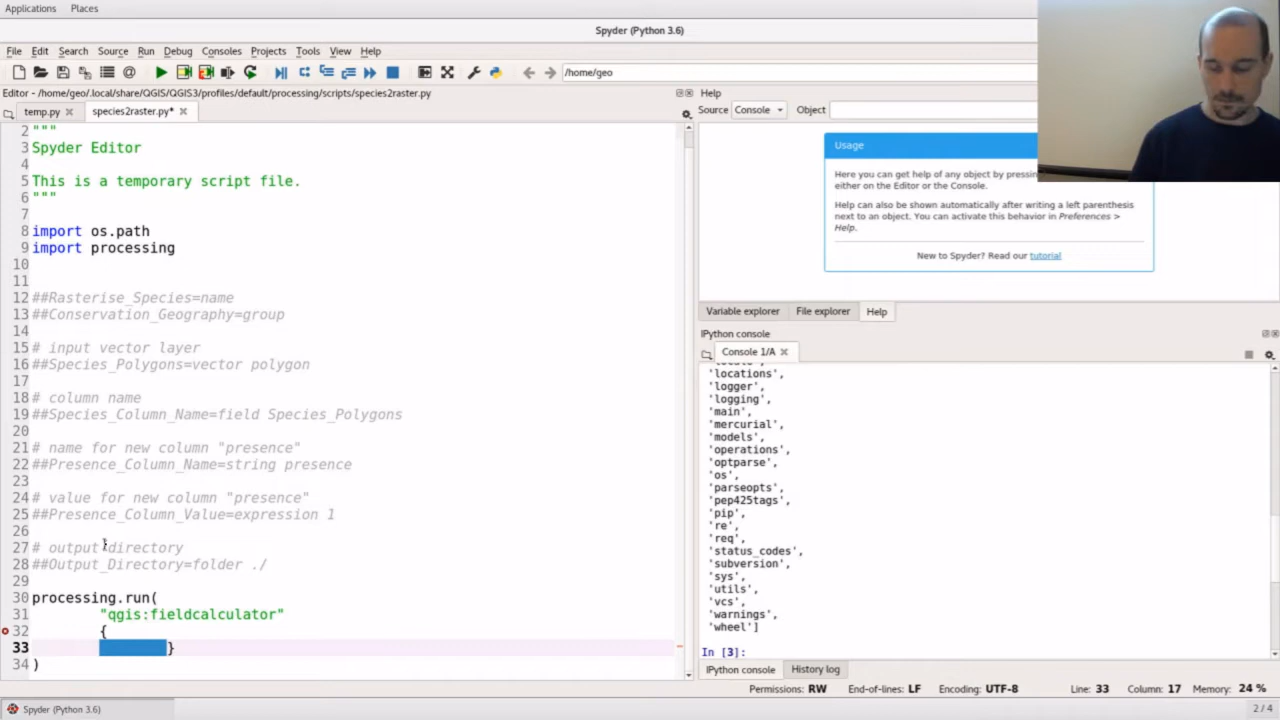 Applications Places
Spyder (Python 3.6)
File Edit Search Source Run Debug Consoles Projects Tools View Help
/home/geo
Editor - /home/geo/.local/share/QGIS/QGIS3/profiles/default/processing/scripts/species2raster.py
temp.py species2raster.py*
2 """
3 Spyder Editor
4
5 This is a temporary script file.
6 """
7
8 import os.path
9 import processing
10
11
12 ##Rasterise_Species=name
13 ##Conservation_Geography=group
14
15 # input vector layer
16 ##Species_Polygons=vector polygon
17
18 # column name
19 ##Species_Column_Name=field Species_Polygons
20
21 # name for new column "presence"
22 ##Presence_Column_Name=string presence
23
24 # value for new column "presence"
25 ##Presence_Column_Value=expression 1
26
27 # output directory
28 ##Output_Directory=folder ./
29
30 processing.run(
31 "qgis:fieldcalculator"
32 {
33 }
34 )
Help
Source Console Object
Usage
Here you can get help of any object by pressing
either on the Editor or the Console.
Help can also be shown automatically after writing a left parenthesis
next to an object. You can activate this behavior in Preferences >
Help.
New to Spyder? Read our tutorial
Variable explorer File explorer Help
IPython console
Console 1/A
'locations',
'logger',
'logging',
'main',
'mercurial',
'models',
'operations',
'optparse',
'os',
'parseopts',
'pep425tags',
'pip',
're',
'req',
'status_codes',
'subversion',
'sys',
'utils',
'vcs',
'warnings',
'wheel']
In [3]:
IPython console History log
Permissions: RW End-of-lines: LF Encoding: UTF-8 Line: 33 Column: 17 Memory: 24 %
Spyder (Python 3.6) 2 / 4